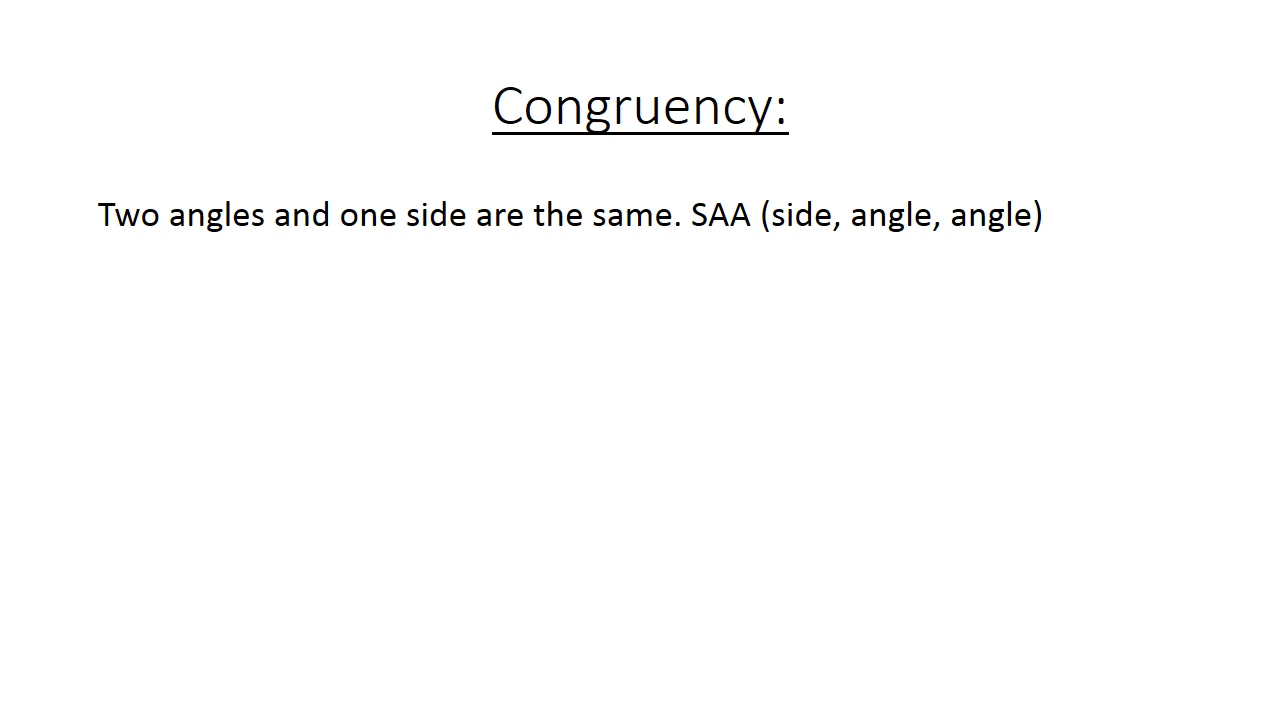 Congruency:
Two angles and one side are the same. SAA (side, angle, angle)